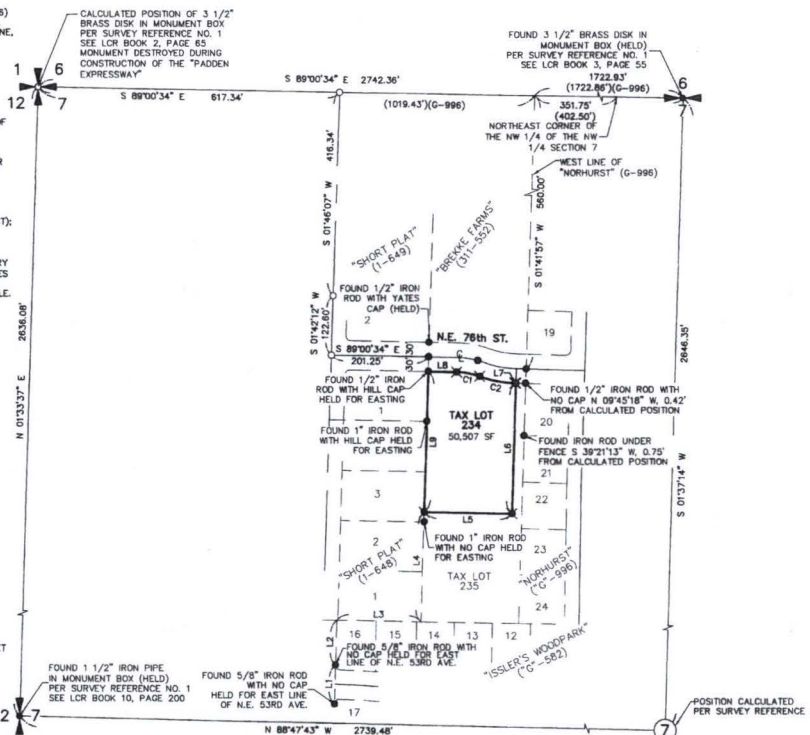 CALCULATED POSITION OF 3 1/2"
BRASS DISK IN MONUMENT BOX
PER SURVEY REFERENCE NO. 1
SEE LCR BOOK 2, PAGE 65
MONUMENT DESTROYED DURING
CONSTRUCTION OF THE "PADDEN
EXPRESSWAY"
FOUND 3 1/2" BRASS DISK IN
MONUMENT BOX (HELD)
PER SURVEY REFERENCE NO. 1
SEE LCR BOOK 3, PAGE 55
1 6
12 7
S 89°00'34" E 2742.36'
S 89°00'34" E 617.34'
(1019.43')(G-996)
1722.93'
(1722.86')(G-996)
351.75'
(402.50')
6
7
NORTHEAST CORNER OF
THE NW 1/4 OF THE NW
1/4 SECTION 7
WEST LINE OF
"NORHURST" (G-996)
416.34'
S 01°46'07" W
560.00'
S 01°41'57" W
"SHORT PLAT"
(1-649)
"BREKKE FARMS"
(311-552)
FOUND 1/2" IRON
ROD WITH YATES
CAP (HELD)
2
N.E. 76th ST.
19
S 01°42'12" W
122.60'
S 89°00'34" E
201.25'
30'
30'
C
L
L8
C1
C2
L7
FOUND 1/2" IRON
ROD WITH HILL CAP
HELD FOR EASTING
FOUND 1/2" IRON ROD WITH
NO CAP N 09°45'18" W, 0.42'
FROM CALCULATED POSITION
1
TAX LOT
234
50,507 SF
20
FOUND 1" IRON ROD
WITH HILL CAP HELD
FOR EASTING
L9
L6
FOUND IRON ROD UNDER
FENCE S 39°21'13" W, 0.75'
FROM CALCULATED POSITION
21
22
3
L5
FOUND 1" IRON ROD
WITH NO CAP HELD
FOR EASTING
2
23
"SHORT PLAT"
(1-648)
L4
TAX LOT
235
"NORHURST"
("G"-996)
1
24
L3
16 15 14 13 12
"ISSLER'S WOODPARK"
("G"-582)
L2
FOUND 5/8" IRON ROD WITH
NO CAP HELD FOR EAST
LINE OF N.E. 53RD AVE.
L1
FOUND 5/8" IRON ROD
WITH NO CAP
HELD FOR EAST LINE
OF N.E. 53RD AVE.
17
N 01°33'37" E
2636.08'
2646.35'
S 01°37'14" W
FOUND 1 1/2" IRON PIPE
IN MONUMENT BOX (HELD)
PER SURVEY REFERENCE NO. 1
SEE LCR BOOK 10, PAGE 200
2 7
N 88°47'43" W 2739.48'
7
POSITION CALCULATED
PER SURVEY REFERENCE